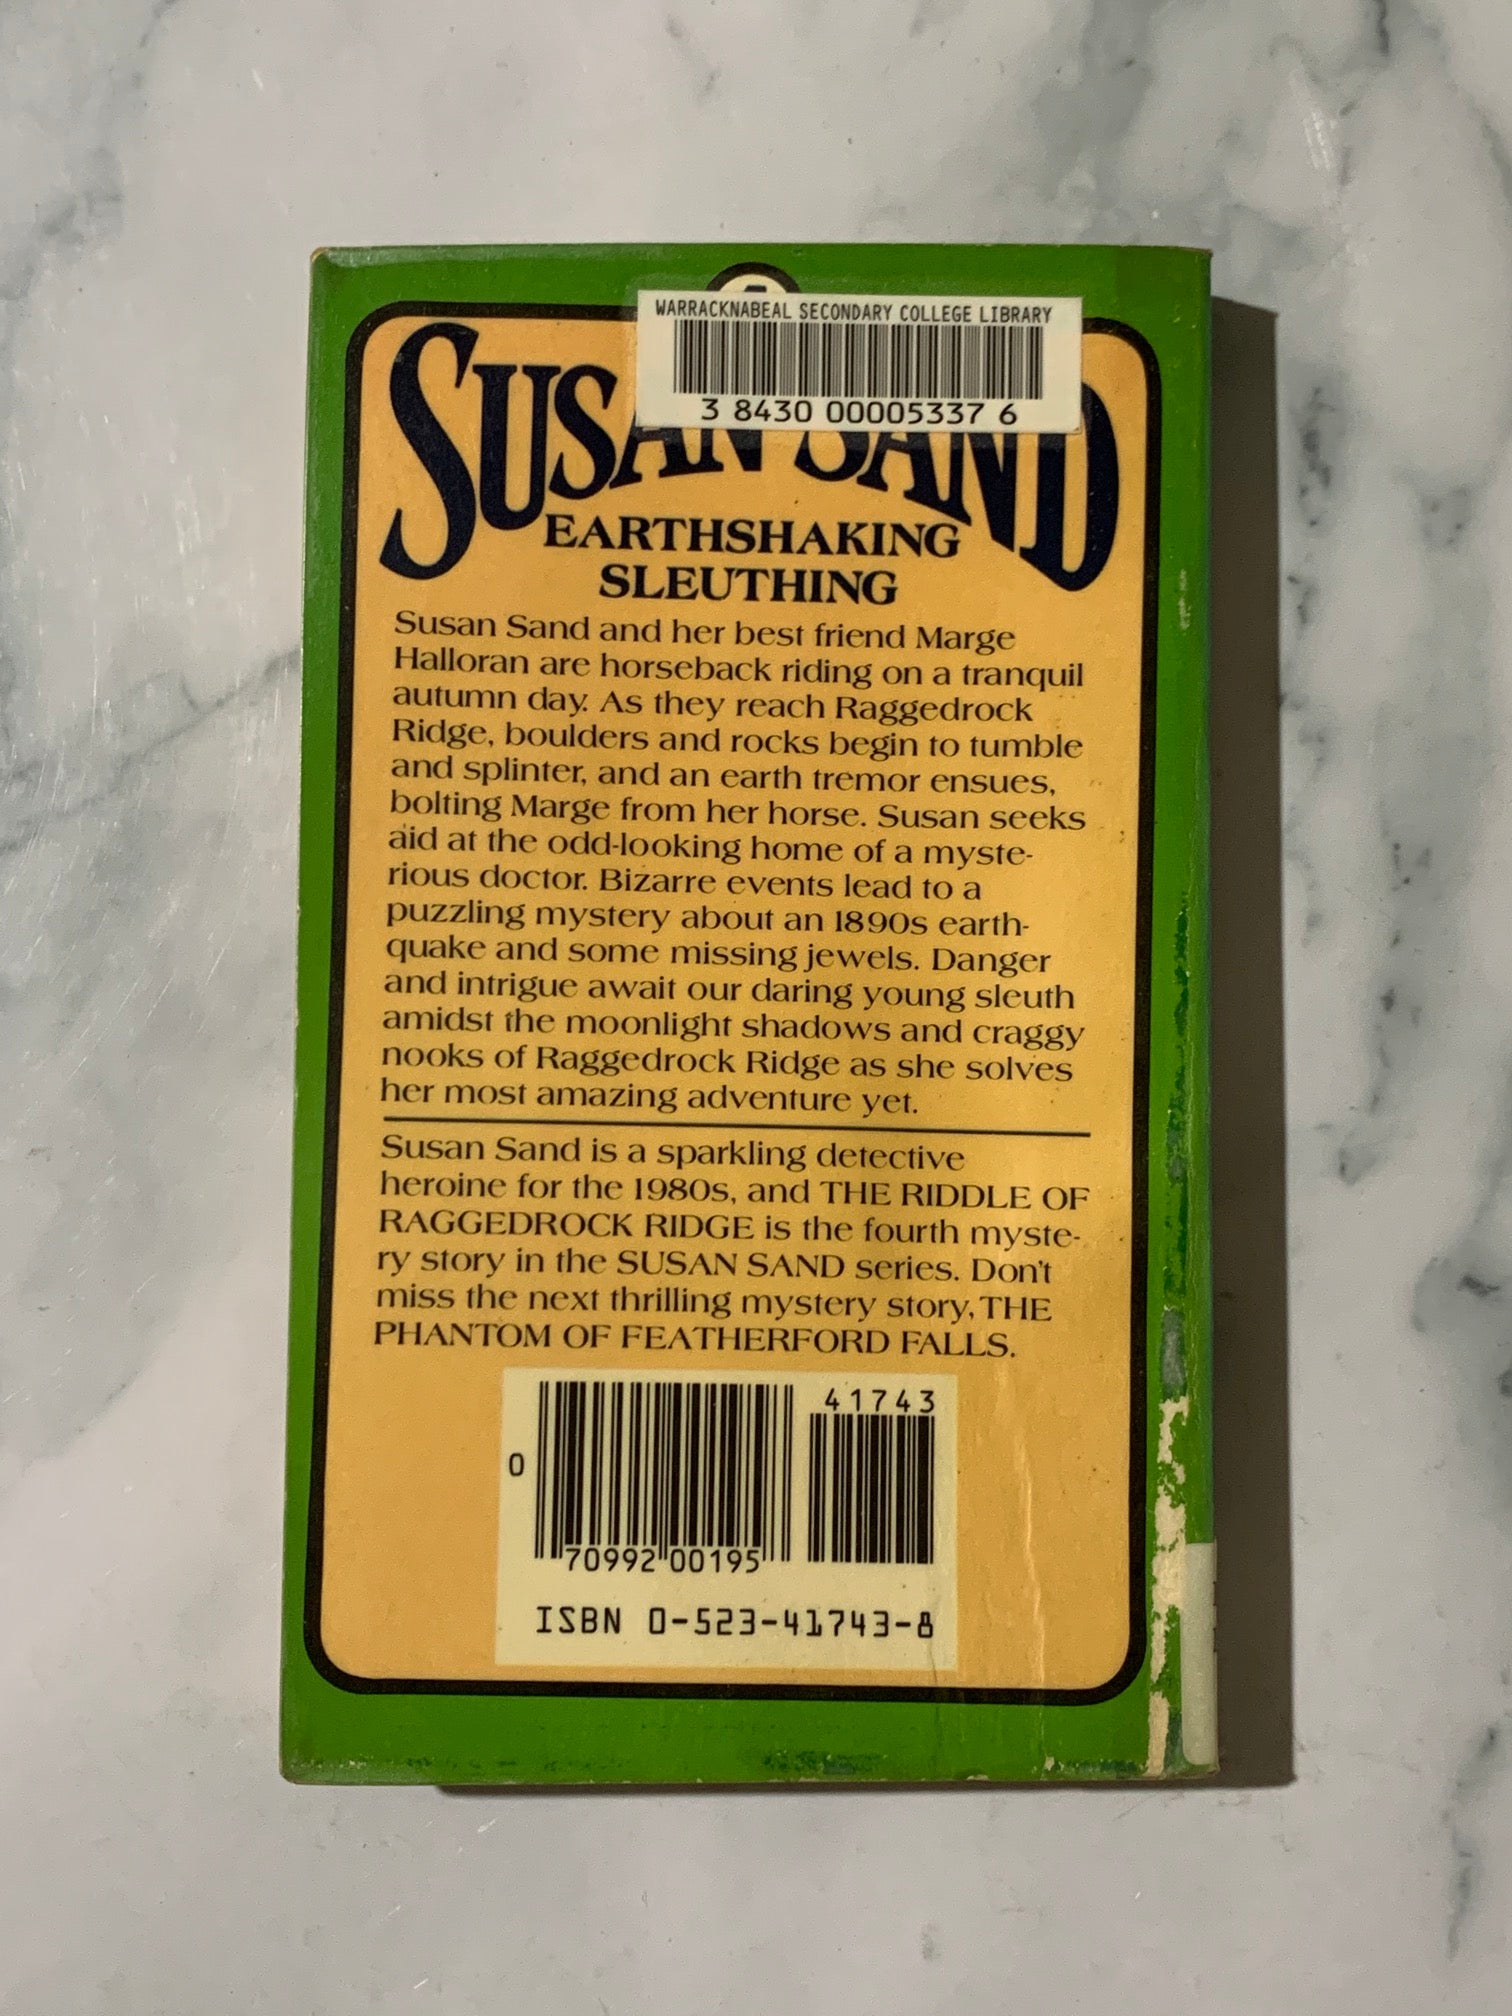 WARRACKNABEAL SECONDARY COLLEGE LIBRARY
3 8430 00005337 6
SUSAN SAND
EARTHSHAKING
SLEUTHING
Susan Sand and her best friend Marge
Halloran are horseback riding on a tranquil
autumn day. As they reach Raggedrock
Ridge, boulders and rocks begin to tumble
and splinter, and an earth tremor ensues,
bolting Marge from her horse. Susan seeks
aid at the odd-looking home of a myste-
rious doctor. Bizarre events lead to a
puzzling mystery about an 1890s earth-
quake and some missing jewels. Danger
and intrigue await our daring young sleuth
amidst the moonlight shadows and craggy
nooks of Raggedrock Ridge as she solves
her most amazing adventure yet.
Susan Sand is a sparkling detective
heroine for the 1980s, and THE RIDDLE OF
RAGGEDROCK RIDGE is the fourth myste-
ry story in the SUSAN SAND series. Don't
miss the next thrilling mystery story, THE
PHANTOM OF FEATHERFORD FALLS.
41743
0
70992 00195
ISBN 0-523-41743-8